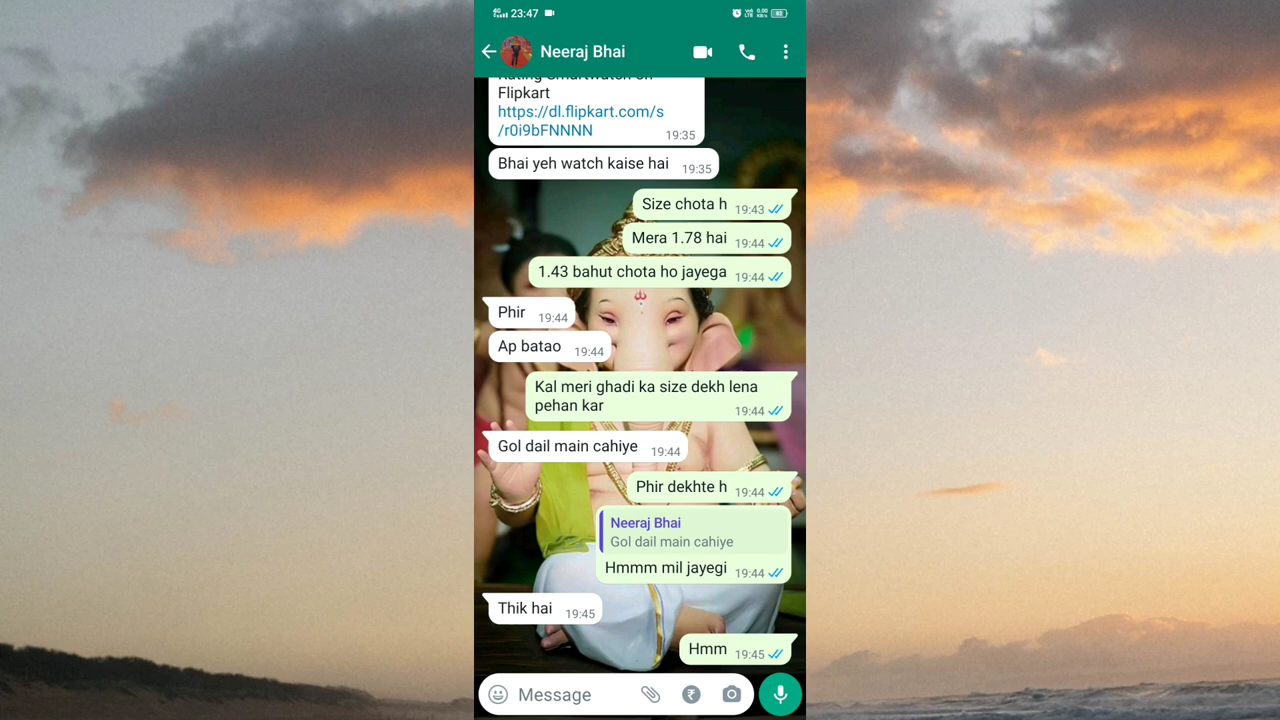 4G 23:47
Neeraj Bhai
Rating Smartwatch on
Flipkart
https://dl.flipkart.com/s
/r0i9bFNNNN
19:35
Bhai yeh watch kaise hai 19:35
Size chota h 19:43
Mera 1.78 hai 19:44
1.43 bahut chota ho jayega 19:44
Phir 19:44
Ap batao 19:44
Kal meri ghadi ka size dekh lena
pehan kar 19:44
Gol dail main cahiye 19:44
Phir dekhte h 19:44
Neeraj Bhai
Gol dail main cahiye
Hmmm mil jayegi 19:44
Thik hai 19:45
Hmm 19:45
Message ₹